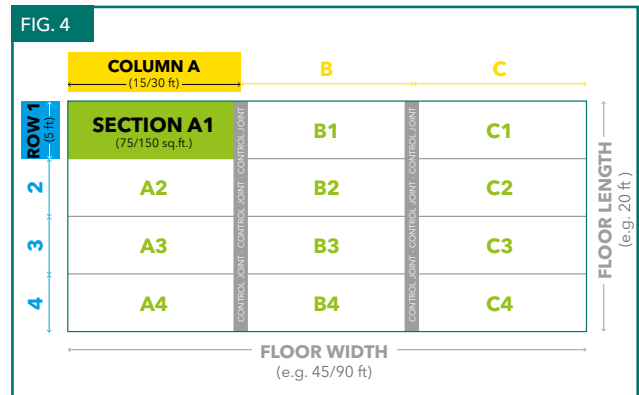 FIG. 4
COLUMN A
(15/30 ft)
B
C
ROW 1
(5 ft)
SECTION A1
(75/150 sq.ft.)
CONTROL JOINT - CONTROL JOINT - CONTROL JOINT
B1
CONTROL JOINT - CONTROL JOINT - CONTROL JOINT
C1
2
A2
B2
C2
3
A3
B3
C3
4
A4
B4
C4
FLOOR LENGTH
(e.g. 20 ft )
FLOOR WIDTH
(e.g. 45/90 ft)